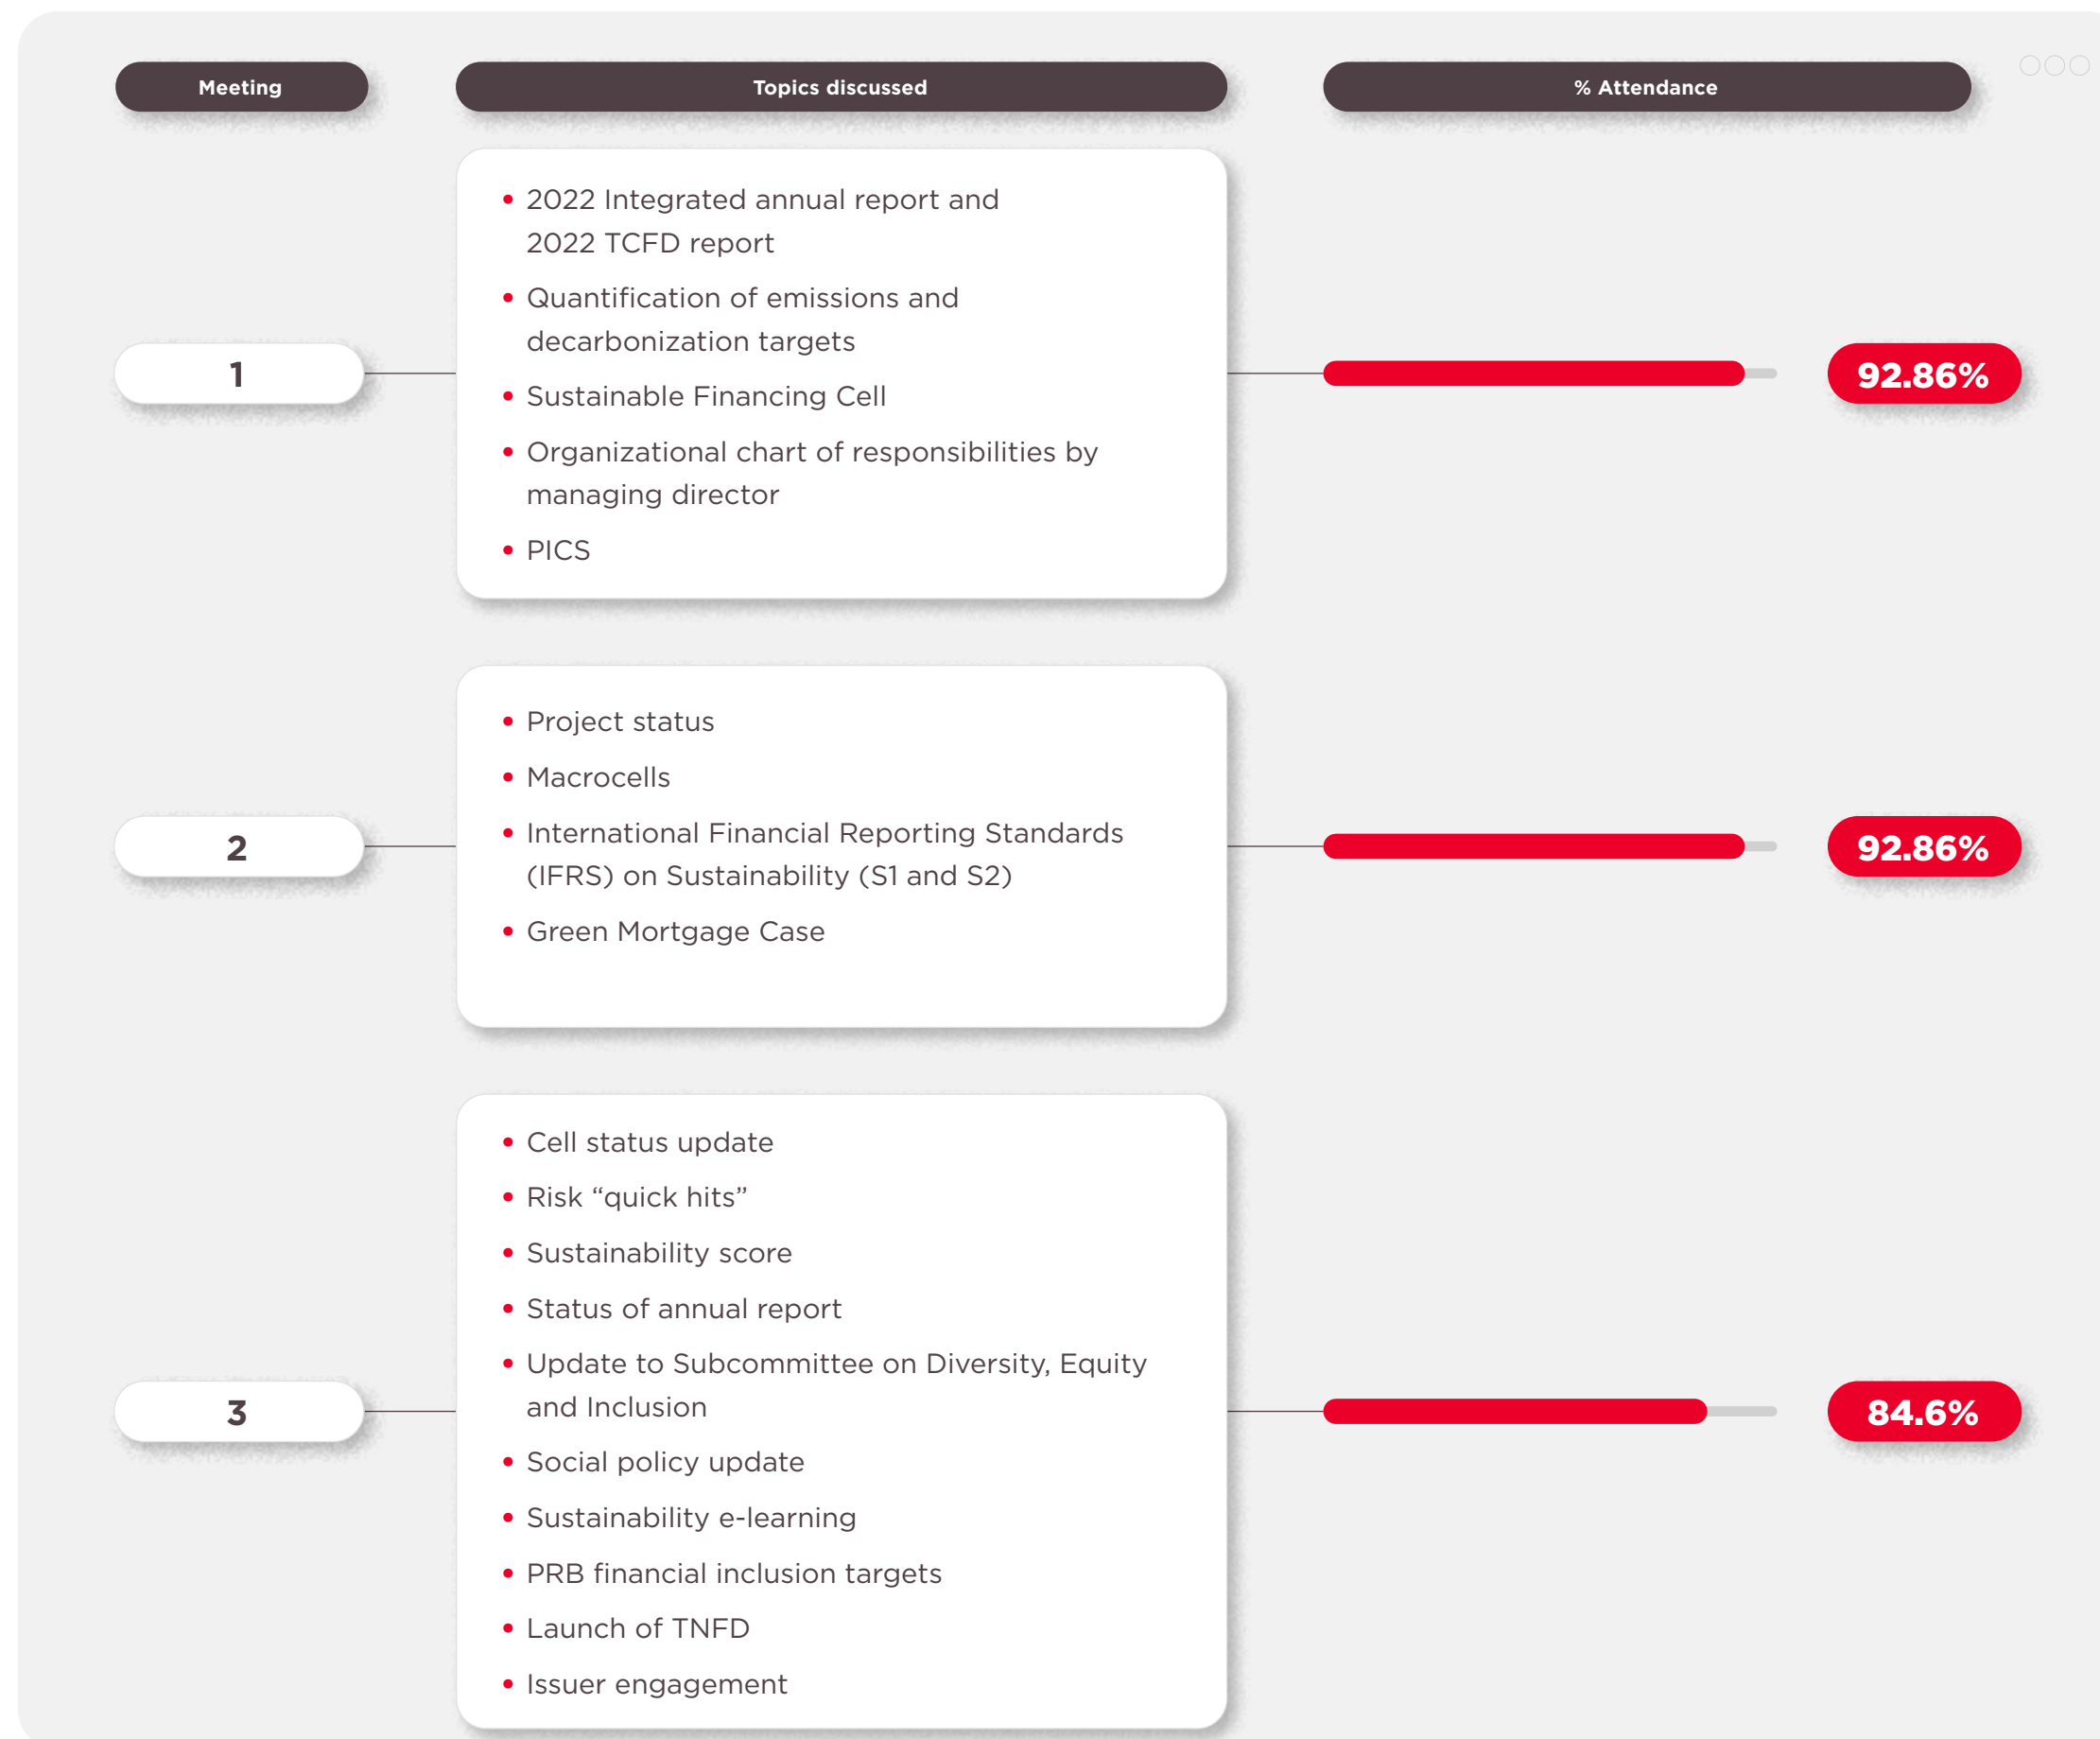 Meeting
Topics discussed
% Attendance
1
• 2022 Integrated annual report and
2022 TCFD report
• Quantification of emissions and
decarbonization targets
• Sustainable Financing Cell
• Organizational chart of responsibilities by
managing director
• PICS
92.86%
2
• Project status
• Macrocells
• International Financial Reporting Standards
(IFRS) on Sustainability (S1 and S2)
• Green Mortgage Case
92.86%
3
• Cell status update
• Risk “quick hits”
• Sustainability score
• Status of annual report
• Update to Subcommittee on Diversity, Equity
and Inclusion
• Social policy update
• Sustainability e-learning
• PRB financial inclusion targets
• Launch of TNFD
• Issuer engagement
84.6%